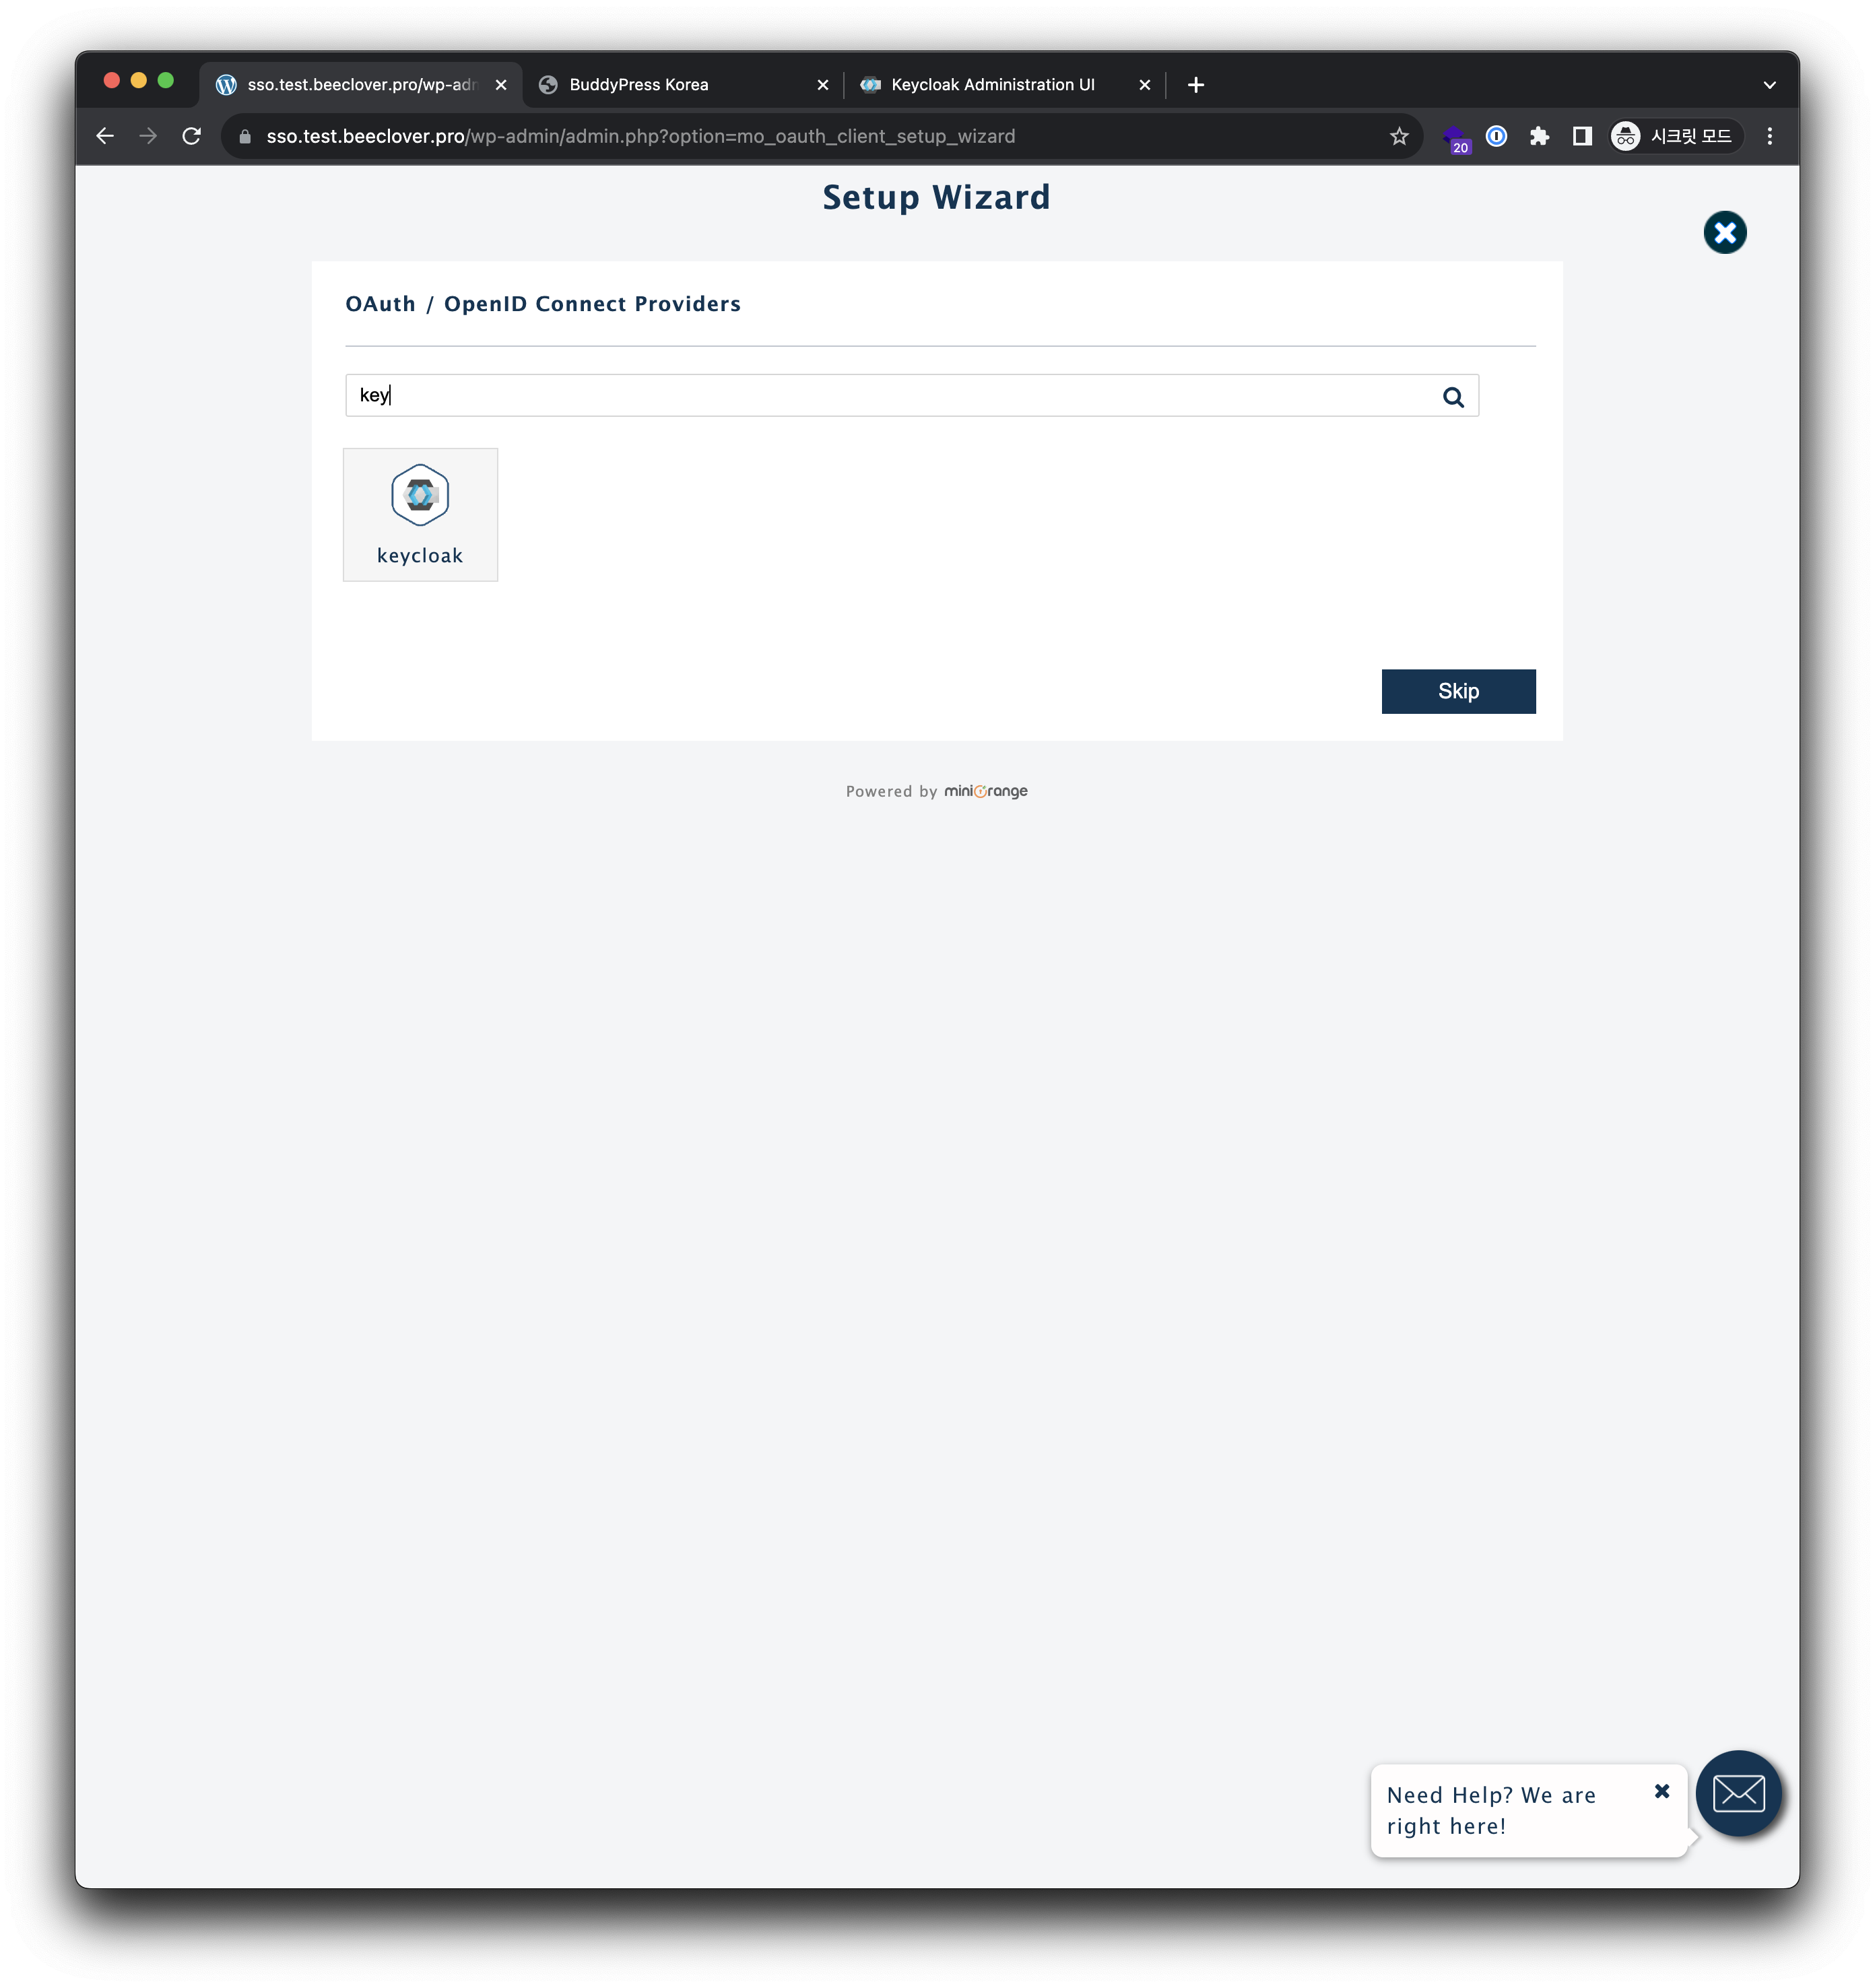 sso.test.beeclover.pro/wp-adm
BuddyPress Korea
Keycloak Administration UI
sso.test.beeclover.pro/wp-admin/admin.php?option=mo_oauth_client_setup_wizard
20
시크릿 모드
Setup Wizard
OAuth / OpenID Connect Providers
key
keycloak
Skip
Powered by miniOrange
Need Help? We are
right here!